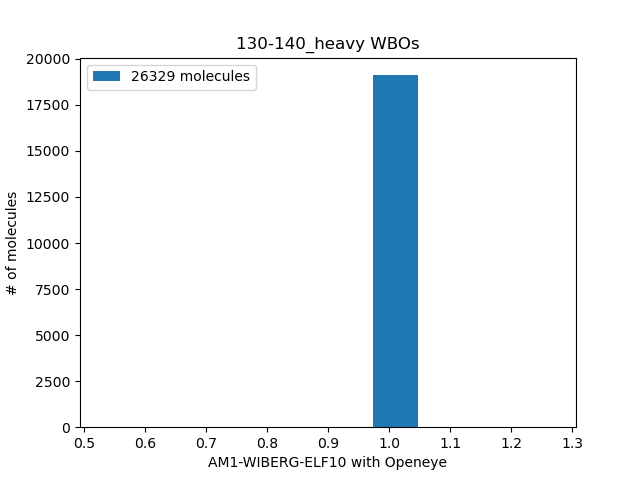 130-140_heavy WBOs
26329 molecules
# of molecules
20000
17500
15000
12500
10000
7500
5000
2500
0
0.5 0.6 0.7 0.8 0.9 1.0 1.1 1.2 1.3
AM1-WIBERG-ELF10 with Openeye